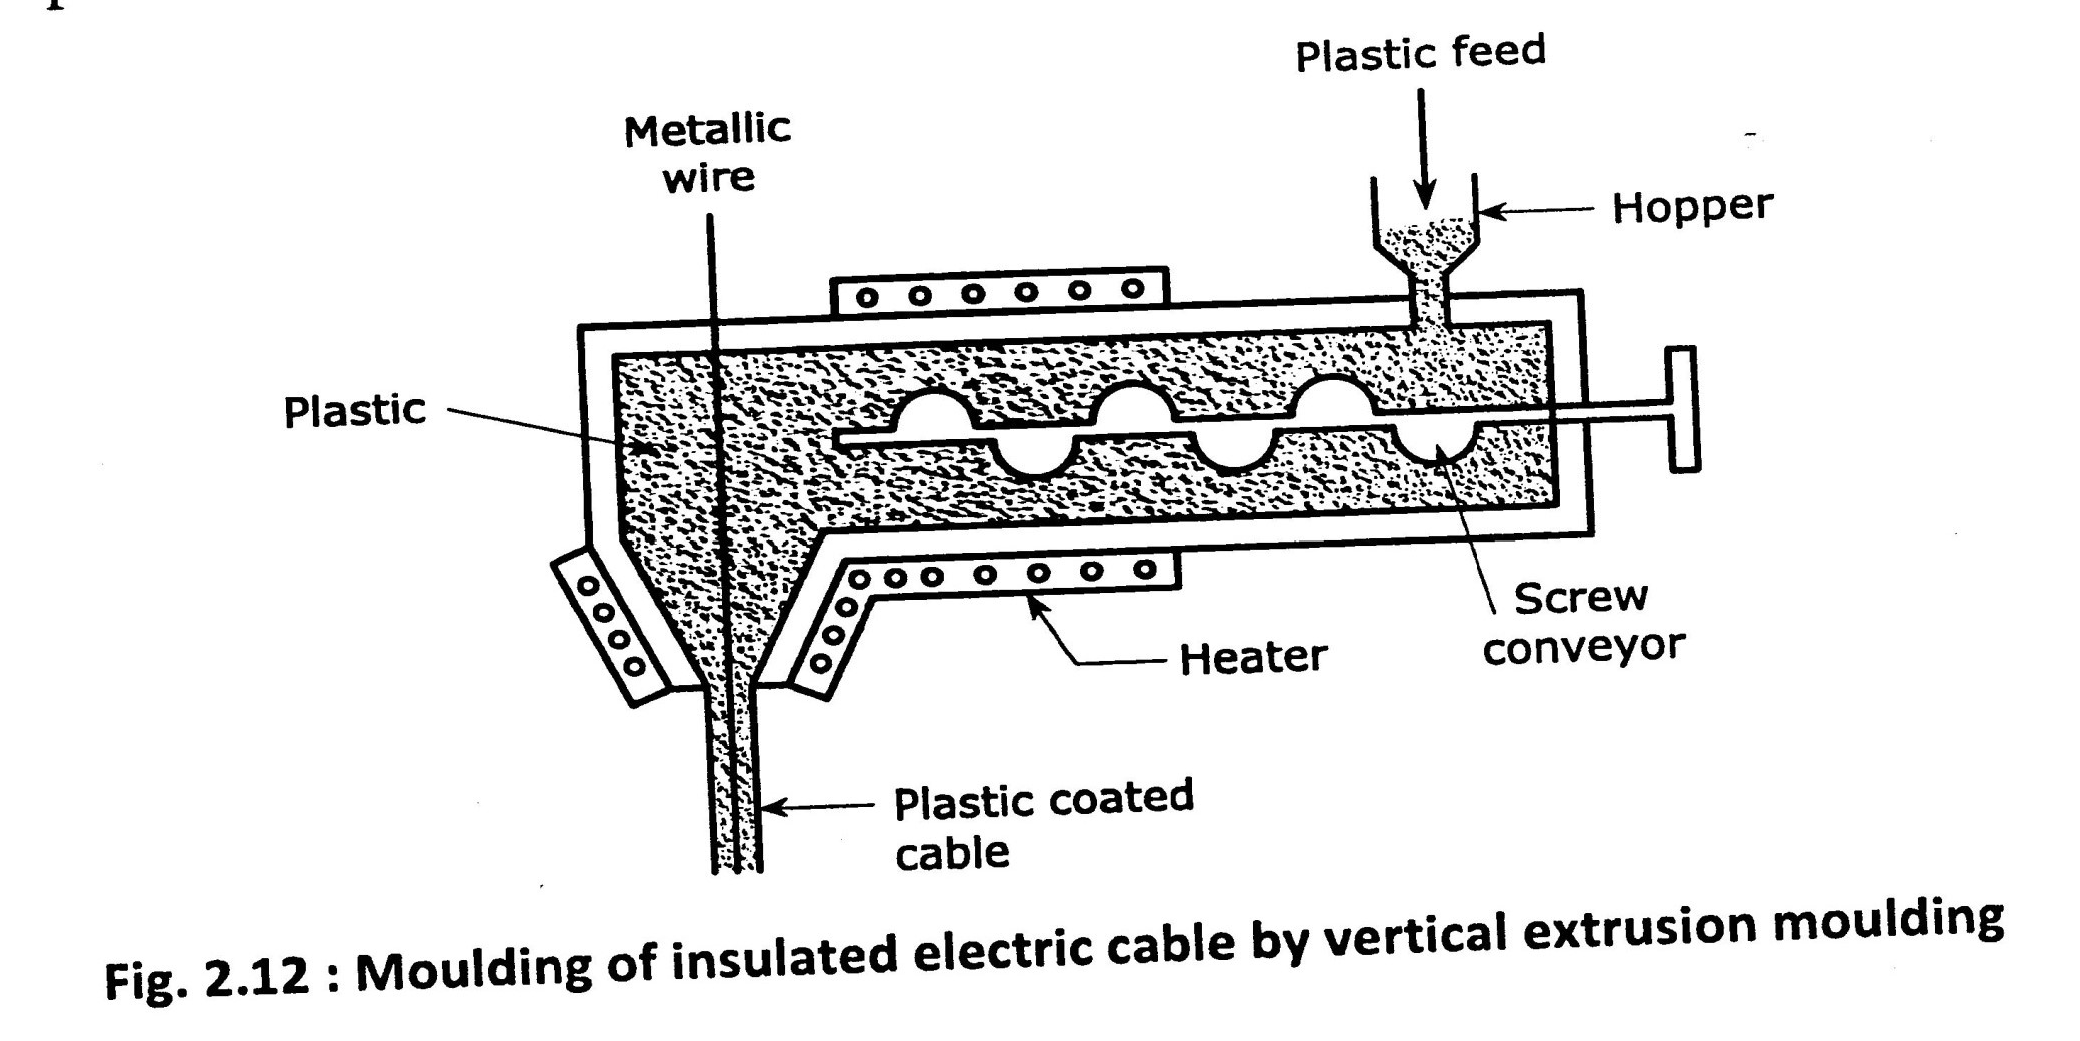 Plastic feed
Metallic
wire
Hopper
Plastic
Screw
conveyor
Heater
Plastic coated
cable
Fig. 2.12 : Moulding of insulated electric cable by vertical extrusion moulding